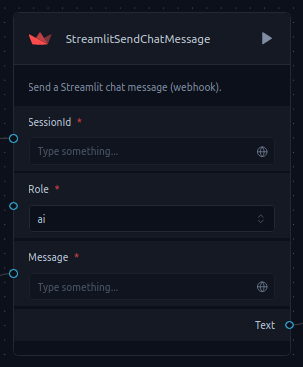 StreamlitSendChatMessage
Send a Streamlit chat message (webhook).
SessionId *
Type something...
Role *
ai
Message *
Type something...
Text